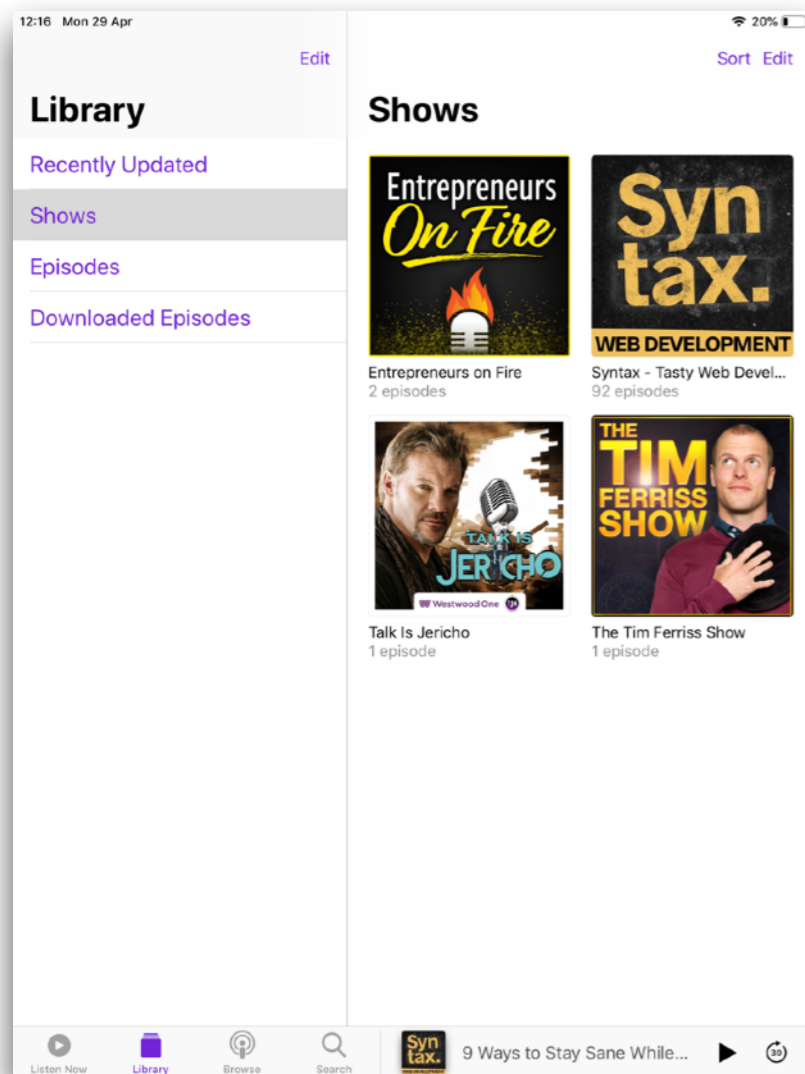 12:16 Mon 29 Apr
20%
Edit
Sort Edit
Library
Shows
Recently Updated
Shows
Episodes
Downloaded Episodes
Entrepreneurs
On Fire
Entrepreneurs on Fire
2 episodes
Syn
tax.
WEB DEVELOPMENT
Syntax - Tasty Web Devel...
92 episodes
TALK IS
JERICHO
Westwood One
Talk Is Jericho
1 episode
THE
TIM
FERRISS
SHOW
The Tim Ferriss Show
1 episode
Listen Now
Library
Browse
Search
Syn
tax.
9 Ways to Stay Sane While...
30